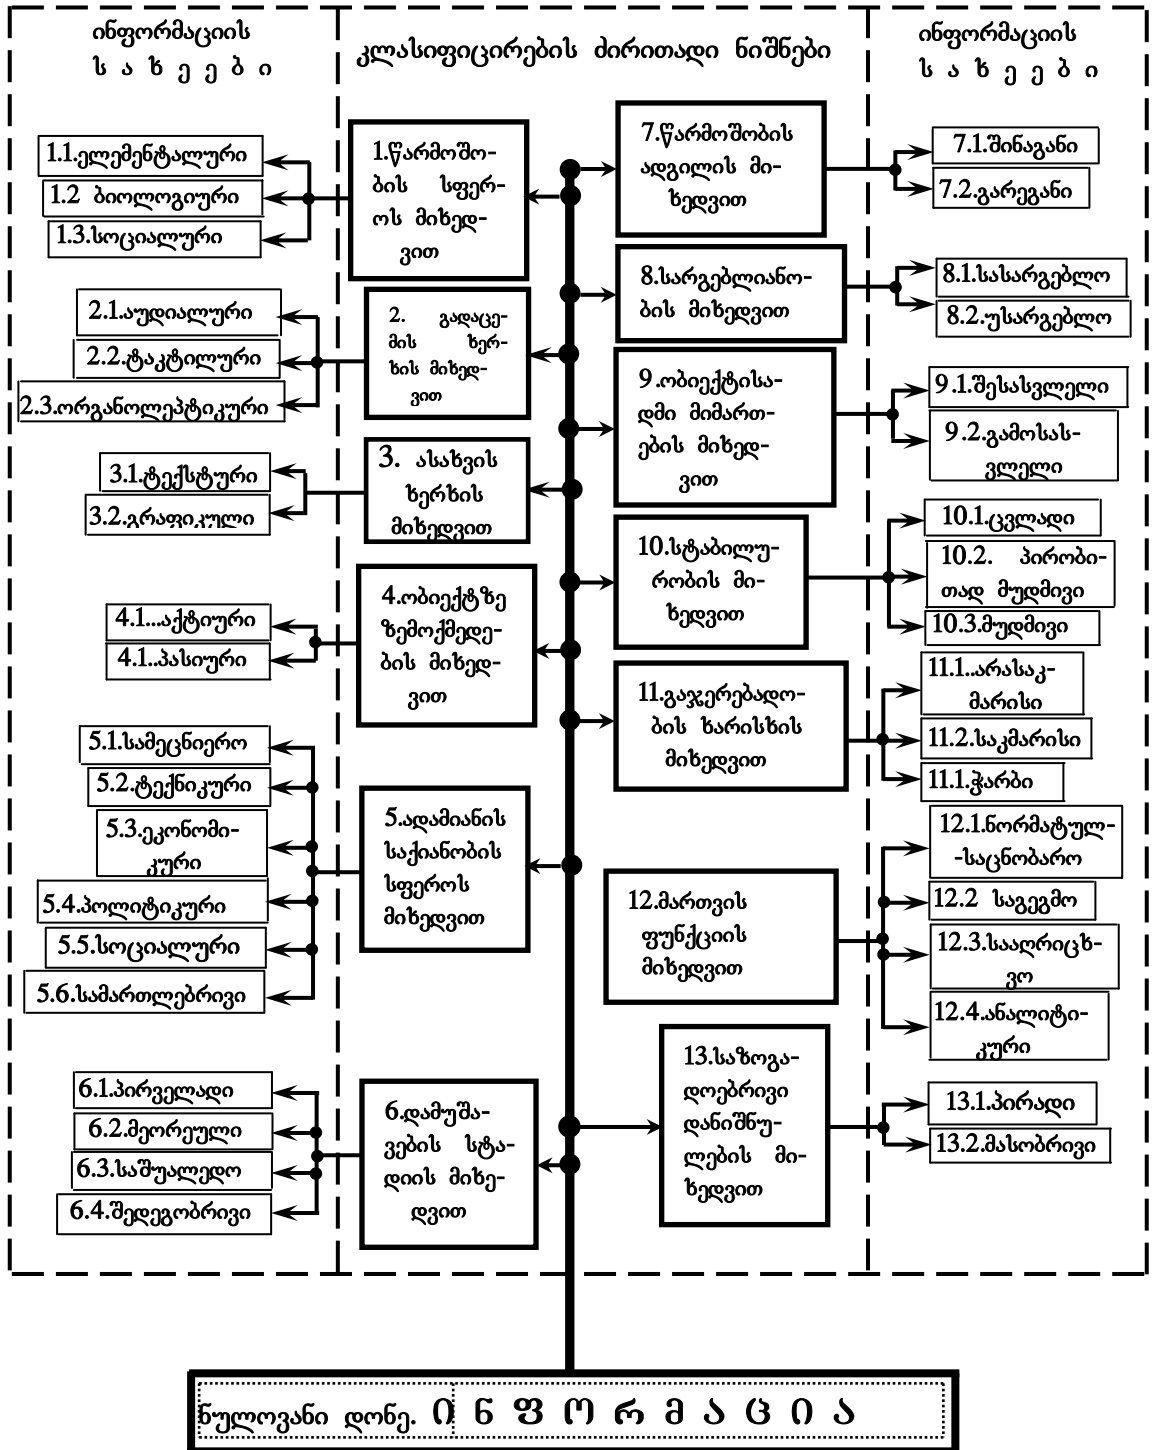 ინფორმაციის
ს ა ხ ე ე ბ ი
კლასიფიცირების ძირითადი ნიშნები
ინფორმაციის
ს ა ხ ე ე ბ ი
1.1.ელემენტალური
1.2 ბიოლოგიური
1.3.სოციალური
1.წარმოშო-
ბის სფერ-
ოს მიხედ-
ვით
2.1.აუდიალური
2.2.ტაკტილური
2.3.ორგანოლეპტიკური
2. გადაცე-
მის ხერ-
ხის მიხედ-
ვით
3.1.ტექსტური
3.2.გრაფიკული
3. ასახვის
ხერხის
მიხედვით
4.1...აქტიური
4.1..პასიური
4.ობიექტზე
ზემოქმედე-
ბის მიხედ-
ვით
5.1.სამეცნიერო
5.2.ტექნიკური
5.3.ეკონომი-
კური
5.4.პოლიტიკური
5.5.სოციალური
5.6.სამართლებრივი
5.ადამიანის
საქიანობის
სფეროს
მიხედვით
6.1.პირველადი
6.2.მეორეული
6.3.საშუალედო
6.4.შედეგობრივი
6.დამუშა-
ვების სტა-
დიის მიხე-
დვით
7.წარმოშობის
ადგილის მი-
ხედვით
7.1.შინაგანი
7.2.გარეგანი
8.სარგებლიანო-
ბის მიხედვით
8.1.სასარგებლო
8.2.უსარგებლო
9.ობიექტისა-
დმი მიმართ-
ების მიხედ-
ვით
9.1.შესასვლელი
9.2.გამოსას-
ვლელი
10.სტაბილუ-
რობის მი-
ხედვით
10.1.ცვლადი
10.2. პირობი-
თად მუდმივი
10.3.მუდმივი
11.გაჯერებადო-
ბის ხარისხის
მიხედვით
11.1..არასაკ-
მარისი
11.2.საკმარისი
11.1.ჭარბი
12.მართვის
ფუნქციის
მიხედვით
12.1.ნორმატულ-
-საცნობარო
12.2 საგეგმო
12.3.სააღრიცხ-
ვო
12.4.ანალიტი-
კური
13.საზოგა-
დოებრივი
დანიშნუ-
ლების მი-
ხედვით
13.1.პირადი
13.2.მასობრივი
ნულოვანი დონე. ი ნ ფ ო რ მ ა ც ი ა